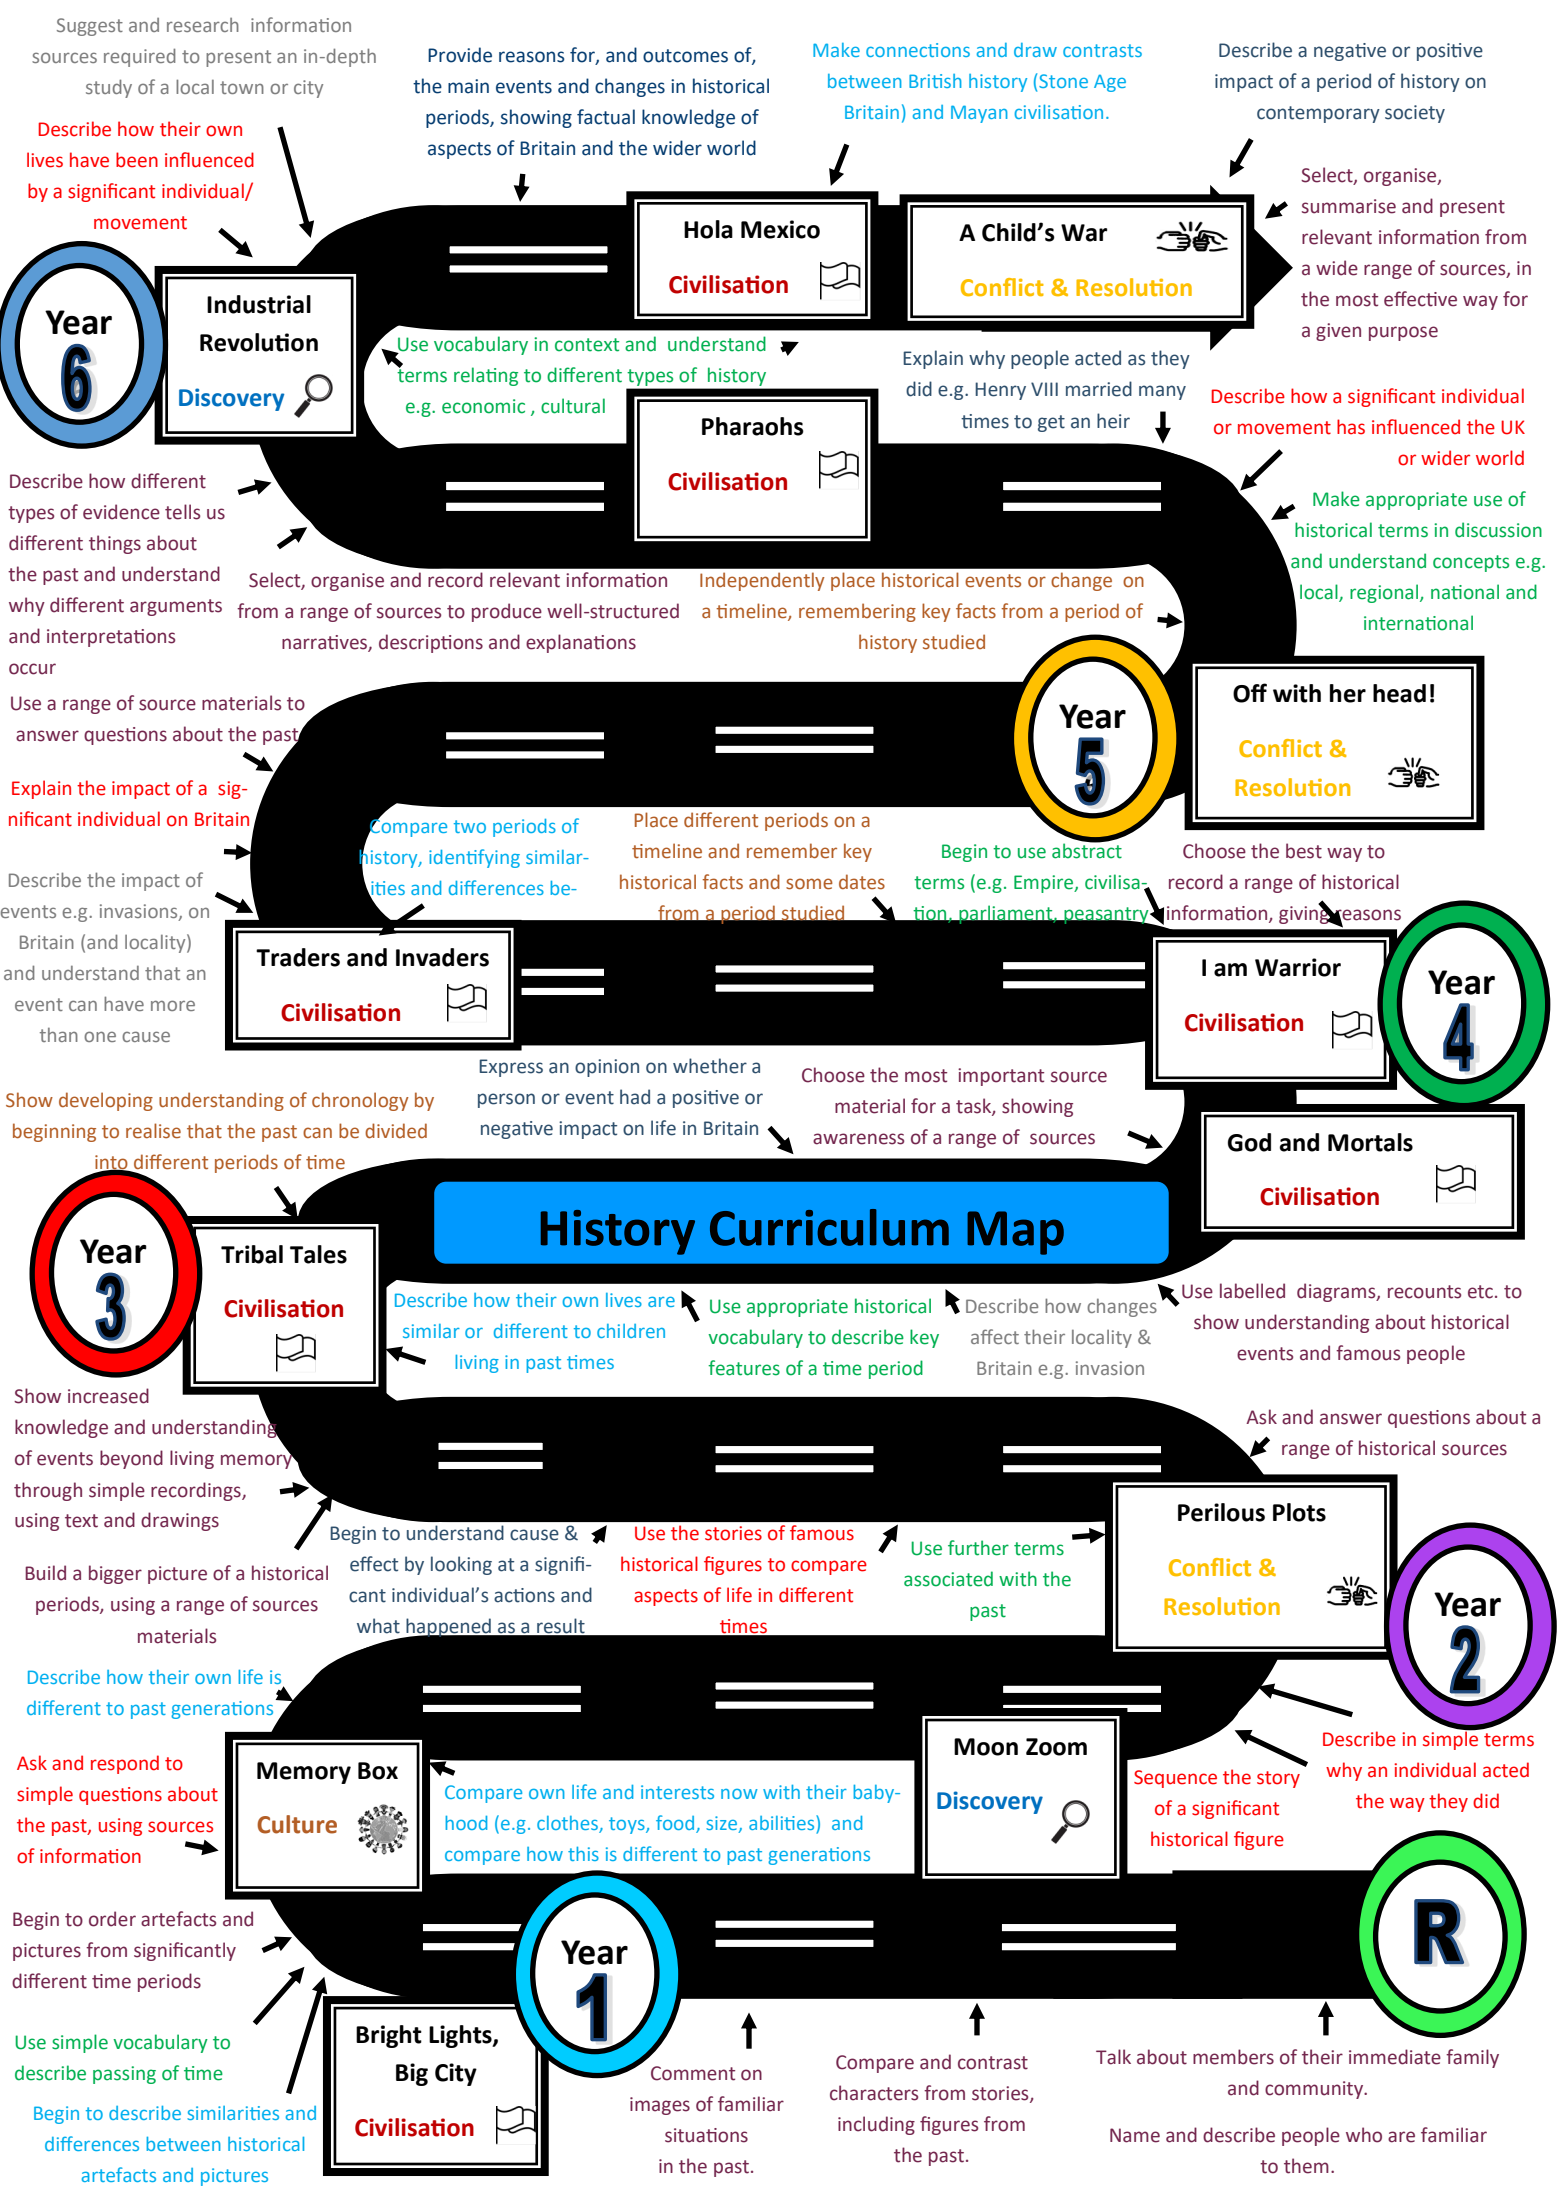 Suggest and research information
sources required to present an in-depth
study of a local town or city
Provide reasons for, and outcomes of,
the main events and changes in historical
periods, showing factual knowledge of
aspects of Britain and the wider world
Make connections and draw contrasts
between British history (Stone Age
Britain) and Mayan civilisation.
Describe a negative or positive
impact of a period of history on
contemporary society
Describe how their own
lives have been influenced
by a significant individual/
movement
Select, organise,
summarise and present
relevant information from
a wide range of sources, in
the most effective way for
a given purpose
Year
6
Industrial
Revolution
Discovery
Hola Mexico
Civilisation
A Child's War
Conflict & Resolution
Use vocabulary in context and understand
terms relating to different types of history
e.g. economic , cultural
Explain why people acted as they
did e.g. Henry VIII married many
times to get an heir
Describe how a significant individual
or movement has influenced the UK
or wider world
Pharaohs
Civilisation
Make appropriate use of
historical terms in discussion
and understand concepts e.g.
local, regional, national and
international
Describe how different
types of evidence tells us
different things about
the past and understand
why different arguments
and interpretations
occur
Select, organise and record relevant information
from a range of sources to produce well-structured
narratives, descriptions and explanations
Independently place historical events or change on
a timeline, remembering key facts from a period of
history studied
Off with her head!
Conflict &
Resolution
Year
5
Use a range of source materials to
answer questions about the past
Explain the impact of a sig-
nificant individual on Britain
Compare two periods of
history, identifying similar-
ities and differences be-
Place different periods on a
timeline and remember key
historical facts and some dates
from a period studied
Begin to use abstract
terms (e.g. Empire, civilisa-
tion, parliament, peasantry
Choose the best way to
record a range of historical
information, giving reasons
Describe the impact of
events e.g. invasions, on
Britain (and locality)
and understand that an
event can have more
than one cause
Traders and Invaders
Civilisation
I am Warrior
Civilisation
Year
4
Express an opinion on whether a
person or event had a positive or
negative impact on life in Britain
Choose the most important source
material for a task, showing
awareness of a range of sources
God and Mortals
Civilisation
Show developing understanding of chronology by
beginning to realise that the past can be divided
into different periods of time
History Curriculum Map
Year
3
Tribal Tales
Civilisation
Describe how their own lives are
similar or different to children
living in past times
Use appropriate historical
vocabulary to describe key
features of a time period
Describe how changes
affect their locality &
Britain e.g. invasion
Use labelled diagrams, recounts etc. to
show understanding about historical
events and famous people
Show increased
knowledge and understanding
of events beyond living memory
through simple recordings,
using text and drawings
Ask and answer questions about a
range of historical sources
Build a bigger picture of a historical
periods, using a range of sources
materials
Begin to understand cause &
effect by looking at a signifi-
cant individual's actions and
what happened as a result
Use the stories of famous
historical figures to compare
aspects of life in different
times
Use further terms
associated with the
past
Perilous Plots
Conflict &
Resolution
Year
2
Describe how their own life is
different to past generations
Ask and respond to
simple questions about
the past, using sources
of information
Memory Box
Culture
Compare own life and interests now with their baby-
hood (e.g. clothes, toys, food, size, abilities) and
compare how this is different to past generations
Moon Zoom
Discovery
Sequence the story
of a significant
historical figure
Describe in simple terms
why an individual acted
the way they did
Begin to order artefacts and
pictures from significantly
different time periods
Year
1
R
Use simple vocabulary to
describe passing of time
Begin to describe similarities and
differences between historical
artefacts and pictures
Bright Lights,
Big City
Civilisation
Comment on
images of familiar
situations
in the past.
Compare and contrast
characters from stories,
including figures from
the past.
Talk about members of their immediate family
and community.
Name and describe people who are familiar
to them.